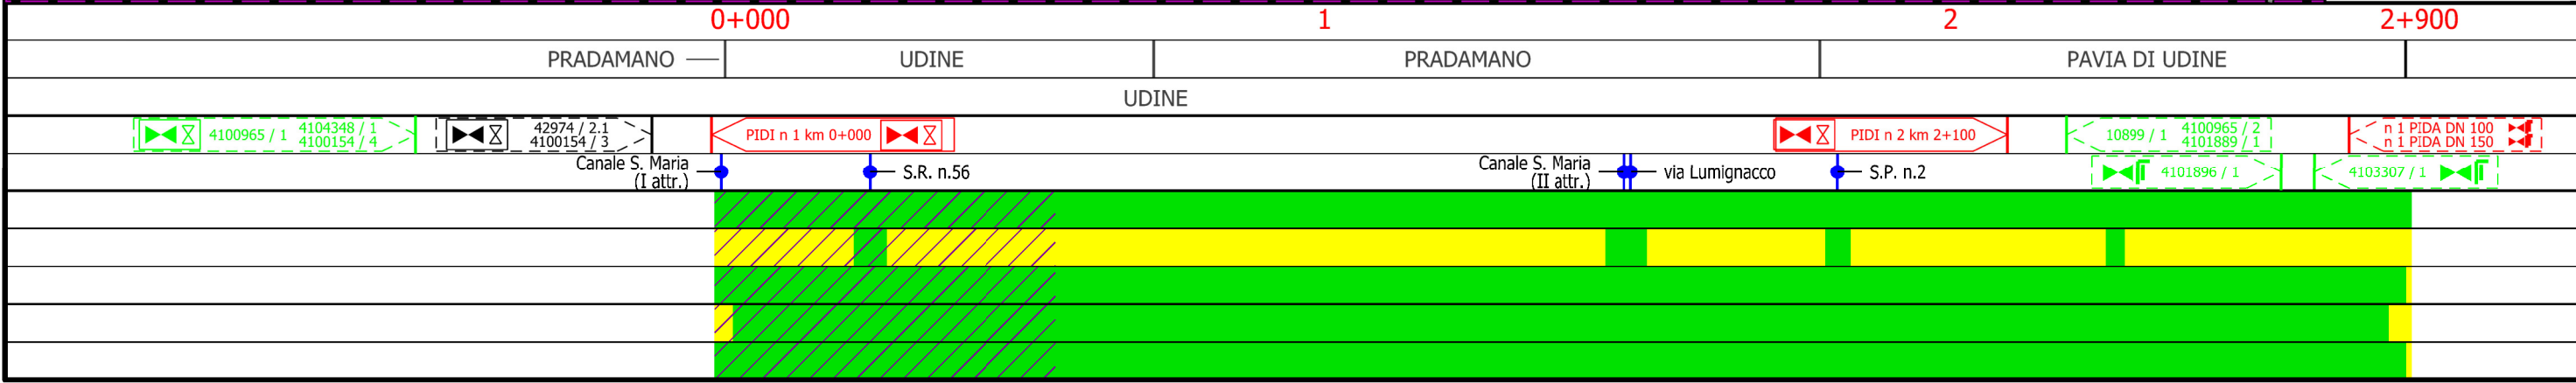 0+000 1 2 2+900
PRADAMANO UDINE PRADAMANO PAVIA DI UDINE
UDINE
4100965 / 1
4104348 / 1
4100154 / 4
42974 / 2.1
4100154 / 3
PIDI n 1 km 0+000
PIDI n 2 km 2+100
10899 / 1
4100965 / 2
4101889 / 1
n 1 PIDA DN 100
n 1 PIDA DN 150
Canale S. Maria
(I attr.)
S.R. n.56
Canale S. Maria
(II attr.)
via Lumignacco
S.P. n.2
4101896 / 1
4103307 / 1